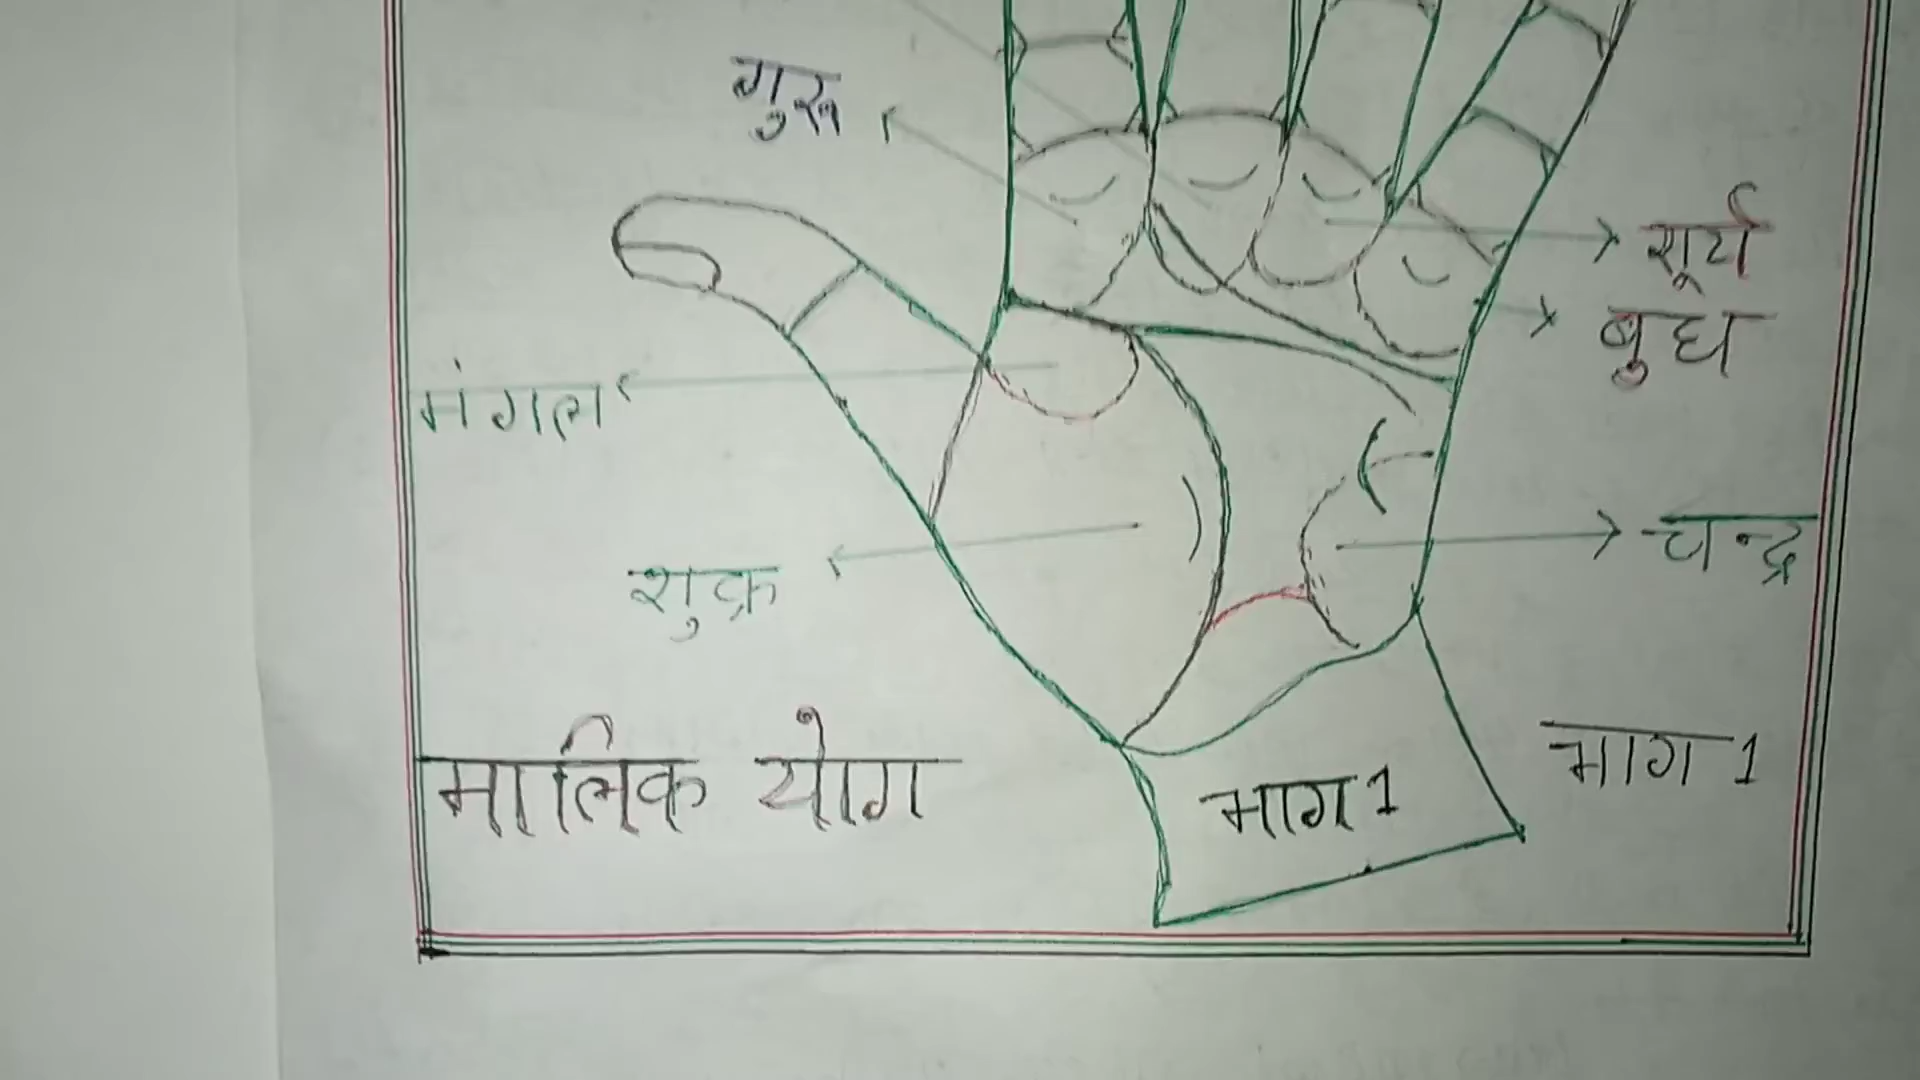 गुरु
सूर्य
बुध
मंगल
चन्द्र
शुक्र
मालिक योग
भाग 1
भाग 1